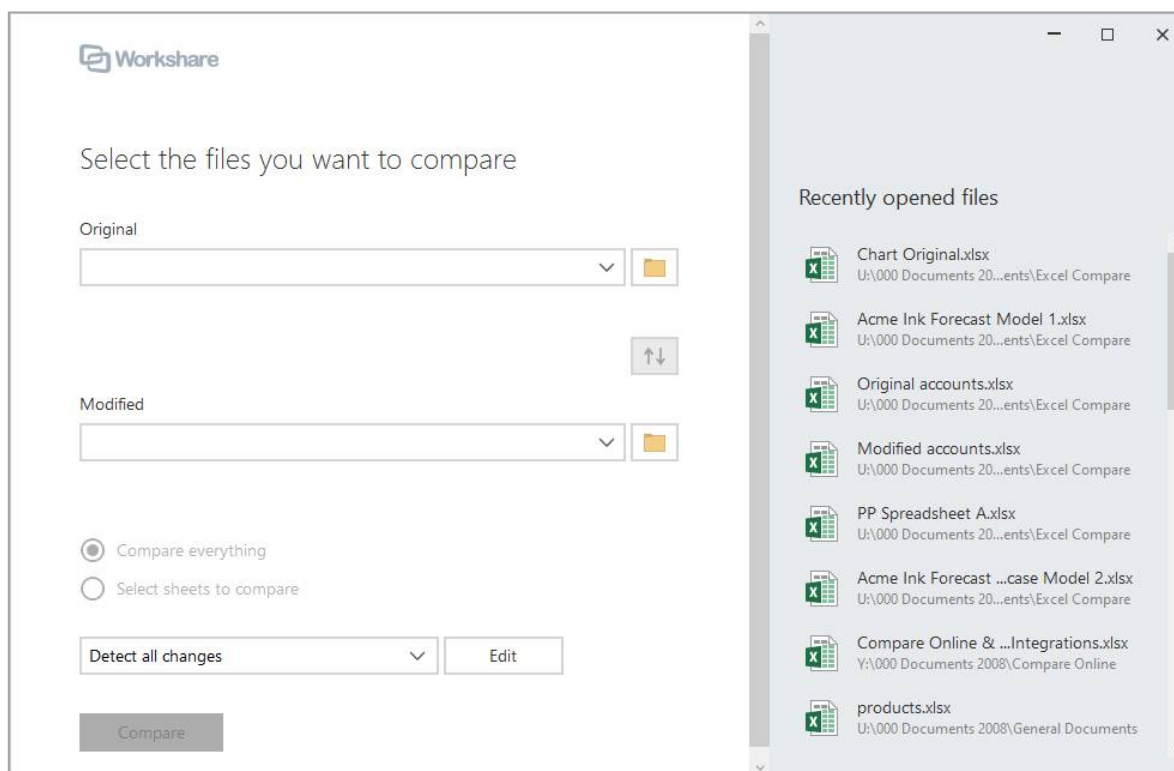 Workshare
Select the files you want to compare
Original
Modified
Compare everything
Select sheets to compare
Detect all changes
Edit
Compare
Recently opened files
Chart Original.xlsx
U:\000 Documents 20...ents\Excel Compare
Acme Ink Forecast Model 1.xlsx
U:\000 Documents 20...ents\Excel Compare
Original accounts.xlsx
U:\000 Documents 20...ents\Excel Compare
Modified accounts.xlsx
U:\000 Documents 20...ents\Excel Compare
PP Spreadsheet A.xlsx
U:\000 Documents 20...ents\Excel Compare
Acme Ink Forecast ...case Model 2.xlsx
U:\000 Documents 20...ents\Excel Compare
Compare Online & ...Integrations.xlsx
Y:\000 Documents 2008\Compare Online
products.xlsx
U:\000 Documents 2008\General Documents